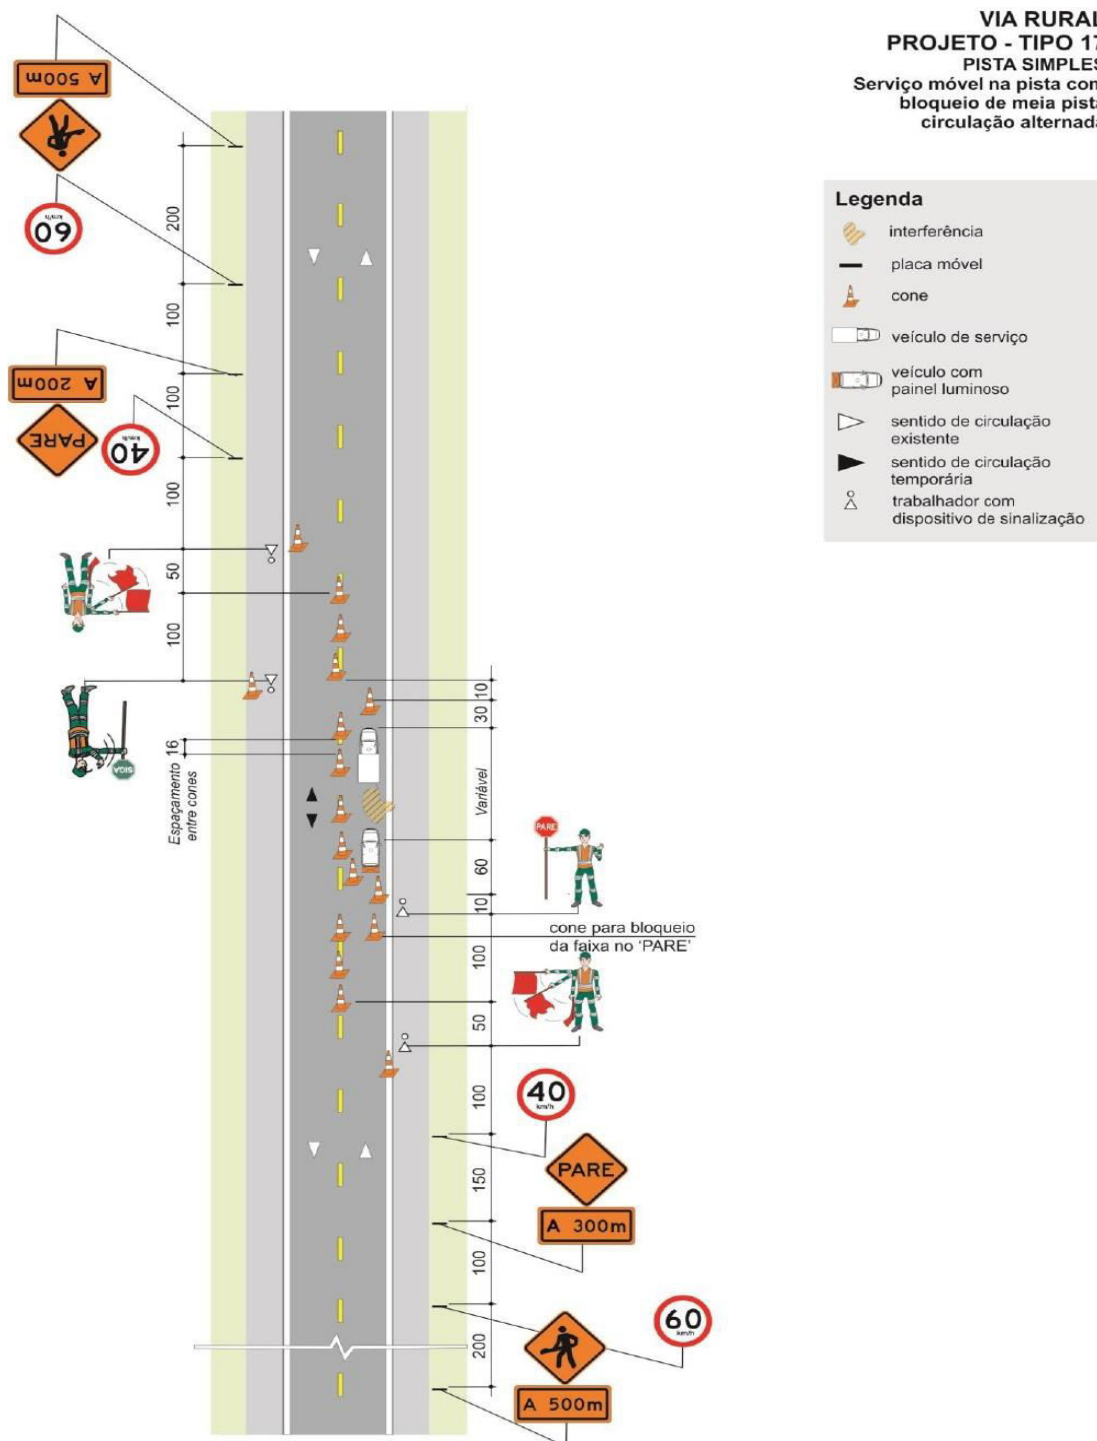 VIA RURAL
PROJETO - TIPO 17
PISTA SIMPLES
Serviço móvel na pista com
bloqueio de meia pista
circulação alternada
Legenda
interferência
placa móvel
cone
veículo de serviço
veículo com
painel luminoso
sentido de circulação
existente
sentido de circulação
temporária
trabalhador com
dispositivo de sinalização
A 500m
60
km/h
A 200m
PARE
40
km/h
200
100
100
100
50
100
SIGA
16
Espaçamento
entre cones
10
30
Variável
60
10
100
50
100
150
100
200
PARE
cone para bloqueio
da faixa no 'PARE'
40
km/h
PARE
A 300m
60
km/h
A 500m